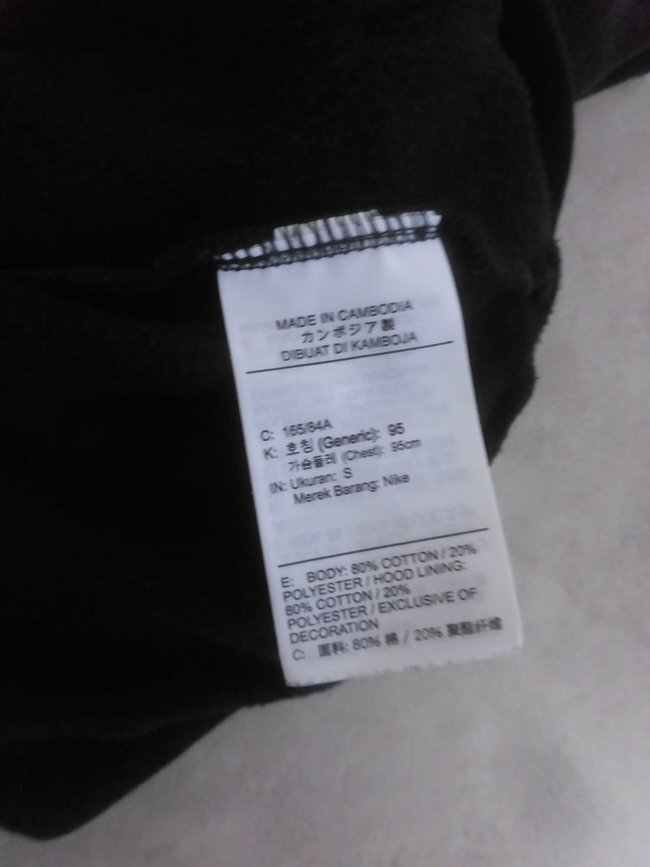 MADE IN CAMBODIA
カンボジア製
DIBUAT DI KAMBOJA
C: 165/84A
K: 호칭 (Generic): 95
가슴둘레 (Chest): 95cm
IN: Ukuran: S
Merek Barang: Nike
E: BODY: 80% COTTON / 20%
POLYESTER / HOOD LINING:
80% COTTON / 20%
POLYESTER / EXCLUSIVE OF
DECORATION
C: 面料: 80% 棉 / 20% 聚酯纤维